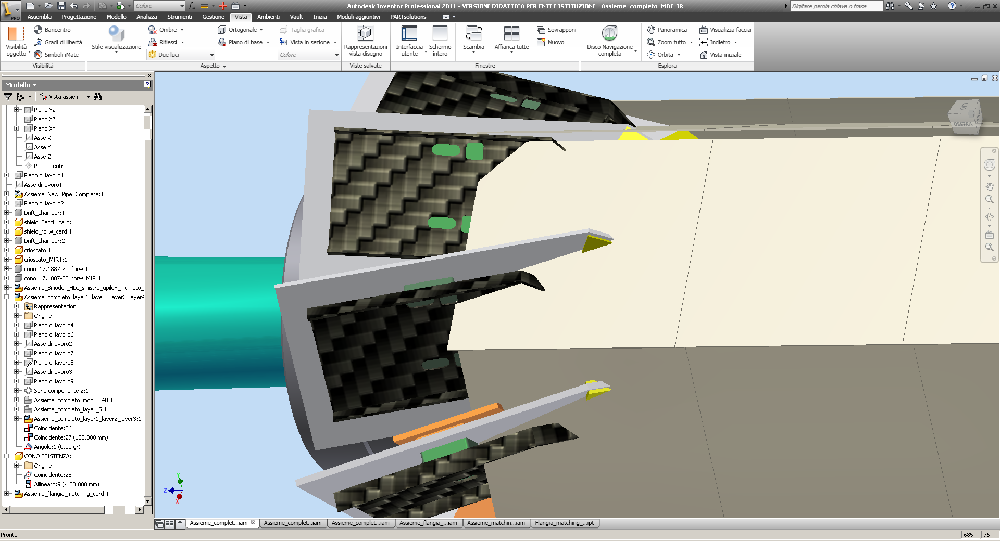 Autodesk Inventor Professional 2011 - VERSIONE DIDATTICA PER ENTI E ISTITUZIONI   Assieme_completo_MDI_IR
Colore
Digitare parola chiave o frase
PRO
Assembla Progettazione Modello Analizza Strumenti Gestione Vista Ambienti Vault Inizia Moduli aggiuntivi PARTsolutions
Visibilità oggetto
Baricentro
Gradi di libertà
Simboli iMate
Visibilità
Stile visualizzazione
Ombre
Riflessi
Due luci
Ortogonale
Piano di base
Aspetto
Taglia grafica
Vista in sezione
Colore
Rappresentazioni vista disegno
Viste salvate
Interfaccia utente
Schermo intero
Scambia
Affianca tutte
Sovrapponi
Nuovo
Finestre
Disco Navigazione completa
Panoramica
Zoom tutto
Orbita
Visualizza faccia
Indietro
Vista iniziale
Esplora
Modello
Vista assiemi
Piano YZ
Piano XZ
Piano XY
Asse X
Asse Y
Asse Z
Punto centrale
Piano di lavoro1
Asse di lavoro1
Assieme_New_Pipe_Completa:1
Piano di lavoro2
Drift_chamber:1
shield_Bacck_card:1
shield_forw_card:1
Drift_chamber:2
criostato:1
criostato_MIR1:1
cono_17.1887-20_forw:1
cono_17.1887-20_forw_MIR:1
Assieme_8moduli_HDI_sinistra_upilex_inclinato_
Assieme_completo_layer1_layer2_layer3_layer4
Rappresentazioni
Origine
Piano di lavoro4
Piano di lavoro6
Asse di lavoro2
Piano di lavoro7
Piano di lavoro8
Asse di lavoro3
Piano di lavoro9
Serie componente 2:1
Assieme_completo_moduli_4B:1
Assieme_completo_layer_5:1
Assieme_completo_layer1_layer2_layer3:1
Coincidente:26
Coincidente:27 (150,000 mm)
Angolo:1 (0,00 gr)
CONO ESISTENZA:1
Origine
Coincidente:28
Allineato:9 (-150,000 mm)
Assieme_flangia_matching_card:1
DESTRA
Y
Z
X
Assieme_complet...iam
Assieme_complet...iam
Assieme_complet...iam
Assieme_flangia_...iam
Assieme_matchin...iam
Flangia_matching_...ipt
Pronto
685 76